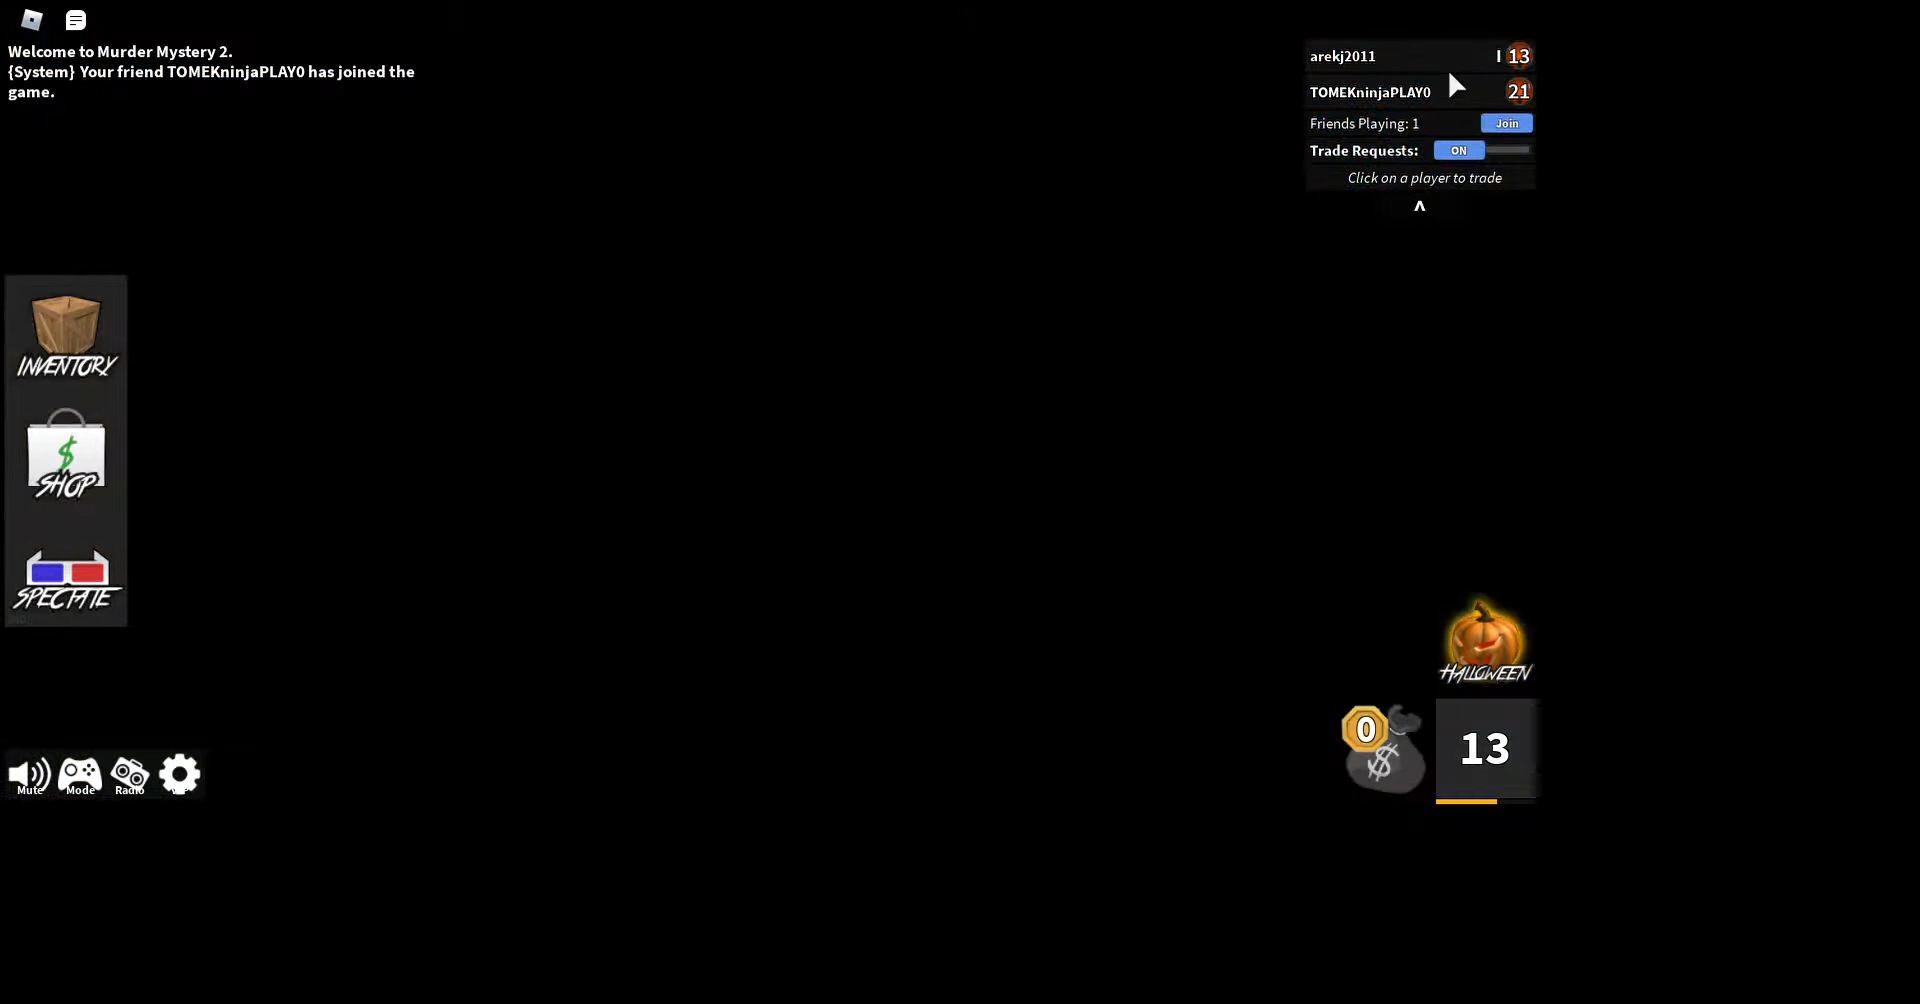 Welcome to Murder Mystery 2.
{System} Your friend TOMEKninjaPLAY0 has joined the
game.
arekj2011 I 13
TOMEKninjaPLAY0 21
Friends Playing: 1 Join
Trade Requests: ON
Click on a player to trade
^
INVENTORY
$
SHOP
SPECTATE
HALLOWEEN
0
$
13
Mute Mode Radio